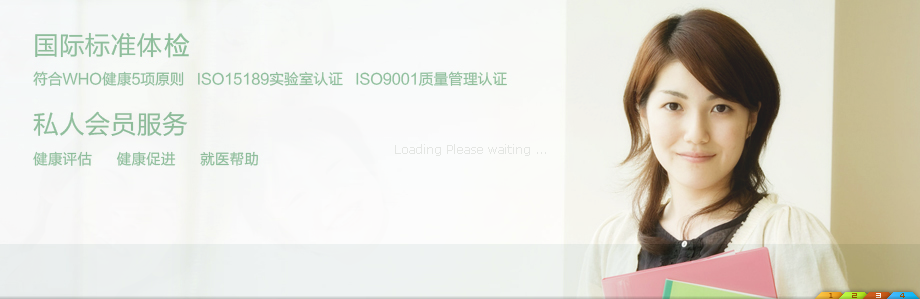 国际标准体检
符合WHO健康5项原则 ISO15189实验室认证 ISO9001质量管理认证
私人会员服务
健康评估 健康促进 就医帮助
Loading Please waiting ...
1 2 3 4